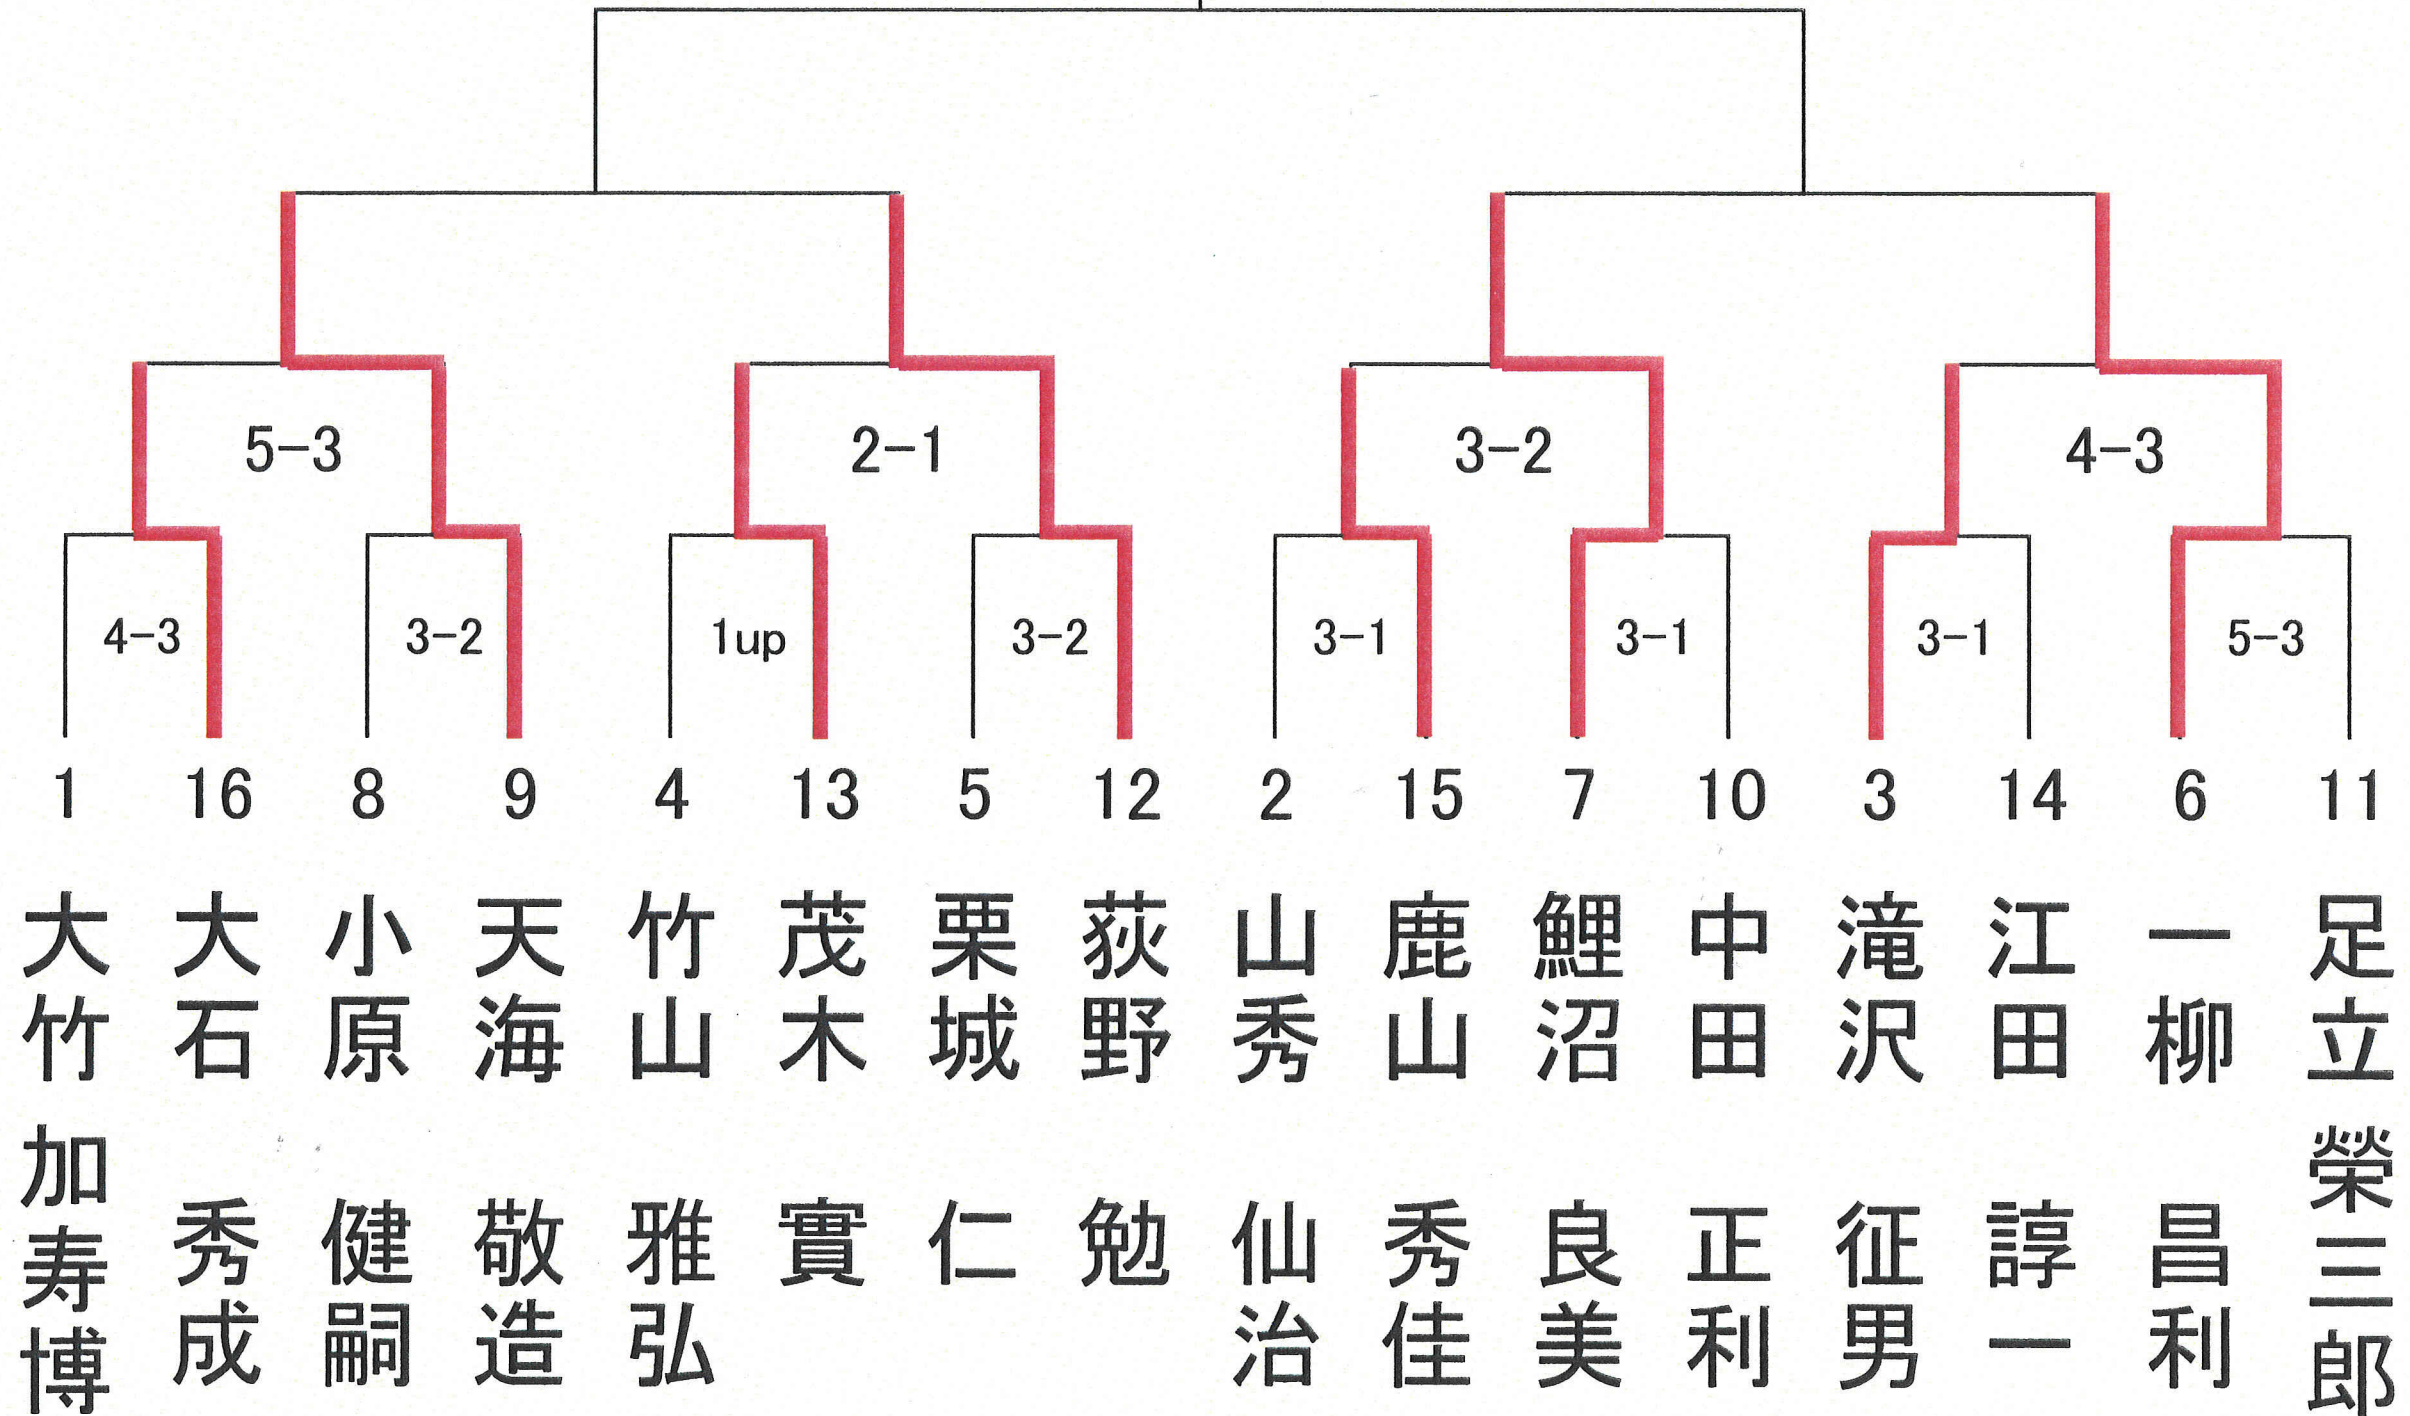 5-3 2-1 3-2 4-3
4-3 3-2 1up 3-2 3-1 3-1 3-1 5-3
1 16 8 9 4 13 5 12 2 15 7 10 3 14 6 11
大竹 加寿博
大石 秀成
小原 健嗣
天海 敬造
竹山 雅弘
茂木 實
栗城 仁
荻野 勉
山秀 仙治
鹿山 秀佳
鯉沼 良美
中田 正利
滝沢 征男
江田 諄一
一柳 昌利
足立 榮三郎